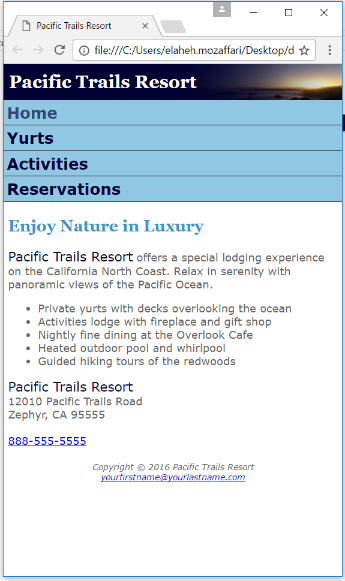 Pacific Trails Resort
file:///C:/Users/elaheh.mozaffari/Desktop/d
Pacific Trails Resort
Home
Yurts
Activities
Reservations
Enjoy Nature in Luxury
Pacific Trails Resort offers a special lodging experience
on the California North Coast. Relax in serenity with
panoramic views of the Pacific Ocean.
• Private yurts with decks overlooking the ocean
• Activities lodge with fireplace and gift shop
• Nightly fine dining at the Overlook Cafe
• Heated outdoor pool and whirlpool
• Guided hiking tours of the redwoods
Pacific Trails Resort
12010 Pacific Trails Road
Zephyr, CA 95555
888-555-5555
Copyright © 2016 Pacific Trails Resort
yourfirstname@yourlastname.com